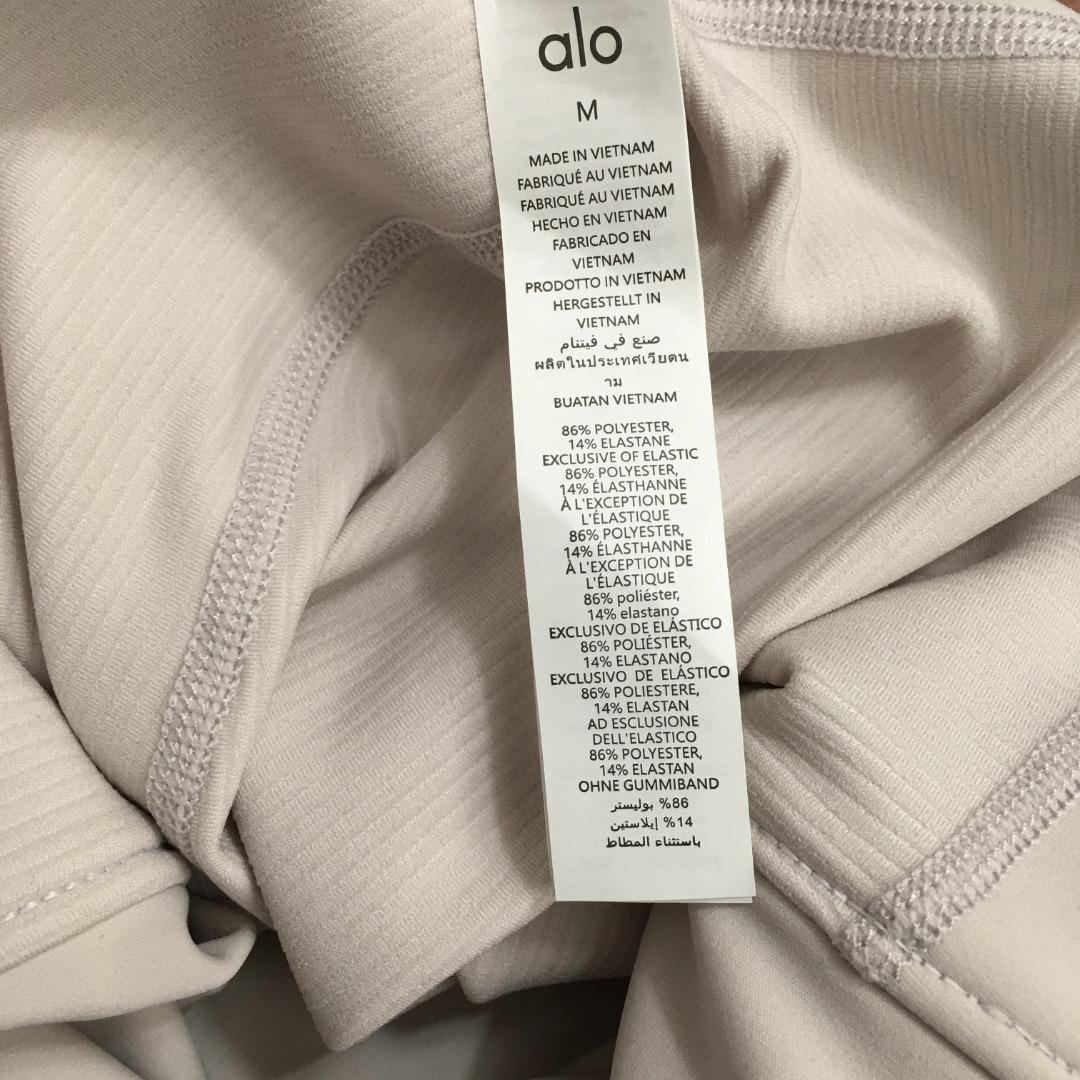 alo
M
MADE IN VIETNAM
FABRIQUÉ AU VIETNAM
FABRIQUÉ AU VIETNAM
HECHO EN VIETNAM
FABRICADO EN
VIETNAM
PRODOTTO IN VIETNAM
HERGESTELLT IN
VIETNAM
صنع في فيتنام
ผลิตในประเทศเวียดน
าม
BUATAN VIETNAM
86% POLYESTER,
14% ELASTANE
EXCLUSIVE OF ELASTIC
86% POLYESTER,
14% ÉLASTHANNE
À L'EXCEPTION DE
L'ÉLASTIQUE
86% POLYESTER,
14% ÉLASTHANNE
À L'EXCEPTION DE
L'ÉLASTIQUE
86% poliéster,
14% elastano
EXCLUSIVO DE ELÁSTICO
86% POLIÉSTER,
14% ELASTANO
EXCLUSIVO DE ELÁSTICO
86% POLIESTERE,
14% ELASTAN
AD ESCLUSIONE
DELL'ELASTICO
86% POLYESTER,
14% ELASTAN
OHNE GUMMIBAND
86% بوليستر
14% إيلاستين
باستثناء المطاط